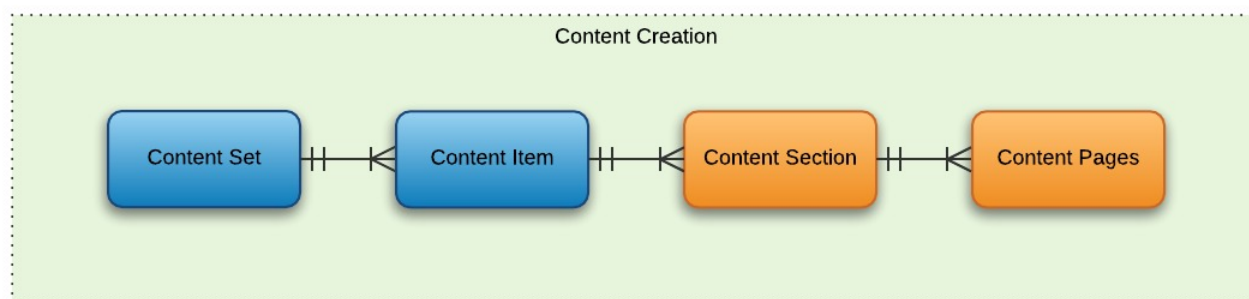 Content Creation
Content Set
Content Item
Content Section
Content Pages